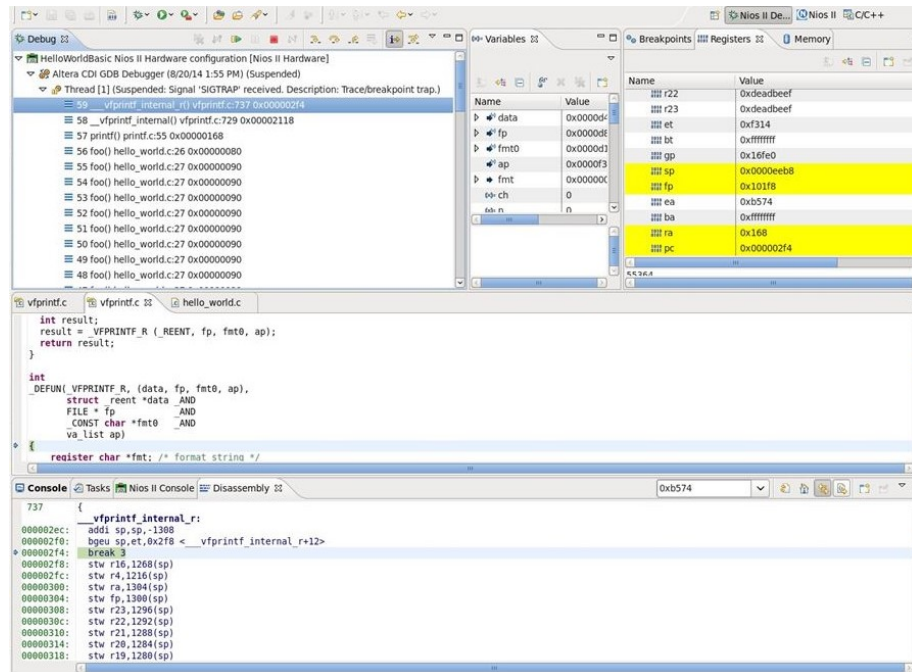 Nios II De...
Nios II
C/C++
Debug
HelloWorldBasic Nios II Hardware configuration [Nios II Hardware]
Altera CDI GDB Debugger (8/20/14 1:55 PM) (Suspended)
Thread [1] (Suspended: Signal 'SIGTRAP' received. Description: Trace/breakpoint trap.)
59 ___vfprintf_internal_r() vfprintf.c:737 0x000002f4
58 __vfprintf_internal() vfprintf.c:729 0x00002118
57 printf() printf.c:55 0x00000168
56 foo() hello_world.c:26 0x00000080
55 foo() hello_world.c:27 0x00000090
54 foo() hello_world.c:27 0x00000090
53 foo() hello_world.c:27 0x00000090
52 foo() hello_world.c:27 0x00000090
51 foo() hello_world.c:27 0x00000090
50 foo() hello_world.c:27 0x00000090
49 foo() hello_world.c:27 0x00000090
48 foo() hello_world.c:27 0x00000090
Variables
Name Value
data 0x0000d4
fp 0x0000d8
fmt0 0x0000d1
ap 0x0000f3
fmt 0x00000
ch 0
n 0
Breakpoints
Registers
Memory
Name Value
r22 0xdeadbeef
r23 0xdeadbeef
et 0xf314
bt 0xffffffff
gp 0x16fe0
sp 0x0000eeb8
fp 0x101f8
ea 0xb574
ba 0xffffffff
ra 0x168
pc 0x000002f4
55364
vfprintf.c
vfprintf.c
hello_world.c
int result;
result = _VFPRINTF_R (_REENT, fp, fmt0, ap);
return result;
}
int
_DEFUN(_VFPRINTF_R, (data, fp, fmt0, ap),
struct _reent *data _AND
FILE * fp _AND
_CONST char *fmt0 _AND
va_list ap)
{
register char *fmt; /* format string */
Console
Tasks
Nios II Console
Disassembly
0xb574
737 {
___vfprintf_internal_r:
000002ec: addi sp,sp,-1308
000002f0: bgeu sp,et,0x2f8 <___vfprintf_internal_r+12>
000002f4: break 3
000002f8: stw r16,1268(sp)
000002fc: stw r4,1216(sp)
00000300: stw ra,1304(sp)
00000304: stw fp,1300(sp)
00000308: stw r23,1296(sp)
0000030c: stw r22,1292(sp)
00000310: stw r21,1288(sp)
00000314: stw r20,1284(sp)
00000318: stw r19,1280(sp)